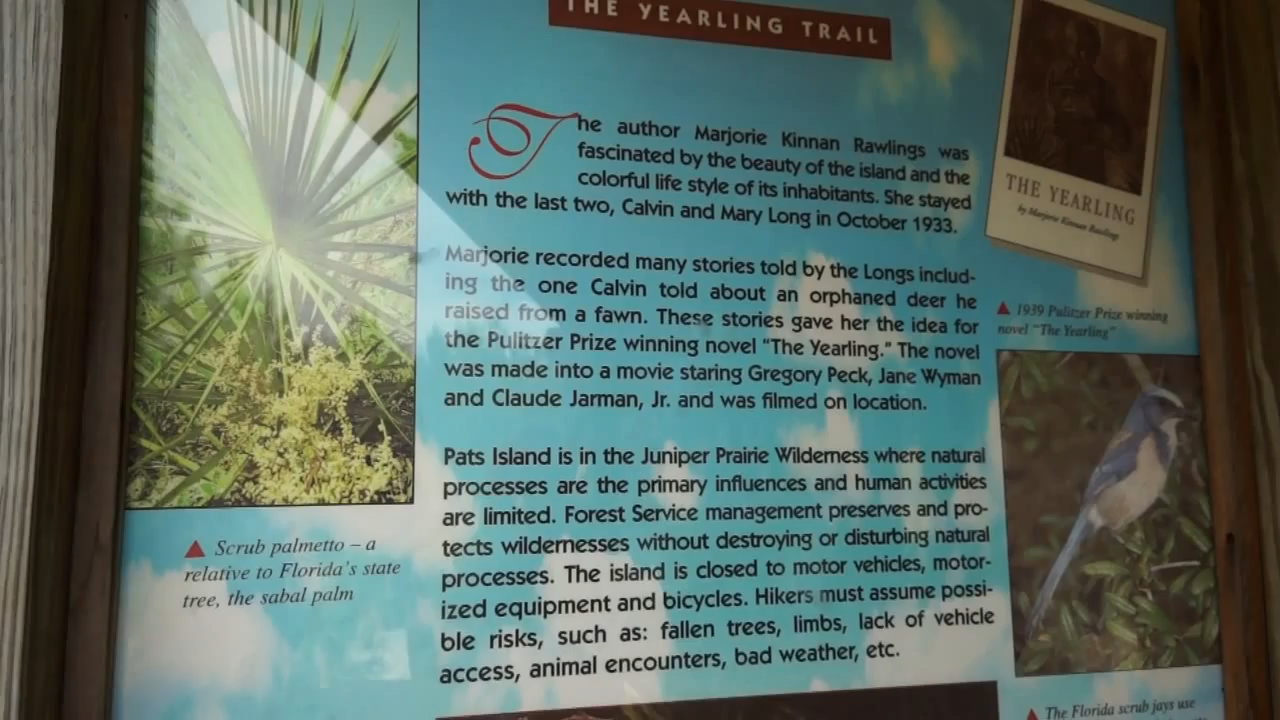 THE YEARLING TRAIL
The author Marjorie Kinnan Rawlings was
fascinated by the beauty of the island and the
colorful life style of its inhabitants. She stayed
with the last two, Calvin and Mary Long in October 1933.
Marjorie recorded many stories told by the Longs includ-
ing the one Calvin told about an orphaned deer he
raised from a fawn. These stories gave her the idea for
the Pulitzer Prize winning novel “The Yearling.” The novel
was made into a movie staring Gregory Peck, Jane Wyman
and Claude Jarman, Jr. and was filmed on location.
Pats Island is in the Juniper Prairie Wilderness where natural
processes are the primary influences and human activities
are limited. Forest Service management preserves and pro-
tects wildernesses without destroying or disturbing natural
processes. The island is closed to motor vehicles, motor-
ized equipment and bicycles. Hikers must assume possi-
ble risks, such as: fallen trees, limbs, lack of vehicle
access, animal encounters, bad weather, etc.
▲ Scrub palmetto – a
relative to Florida's state
tree, the sabal palm
THE YEARLING
by Marjorie Kinnan Rawlings
▲ 1939 Pulitzer Prize winning
novel “The Yearling”
▲ The Florida scrub jays use